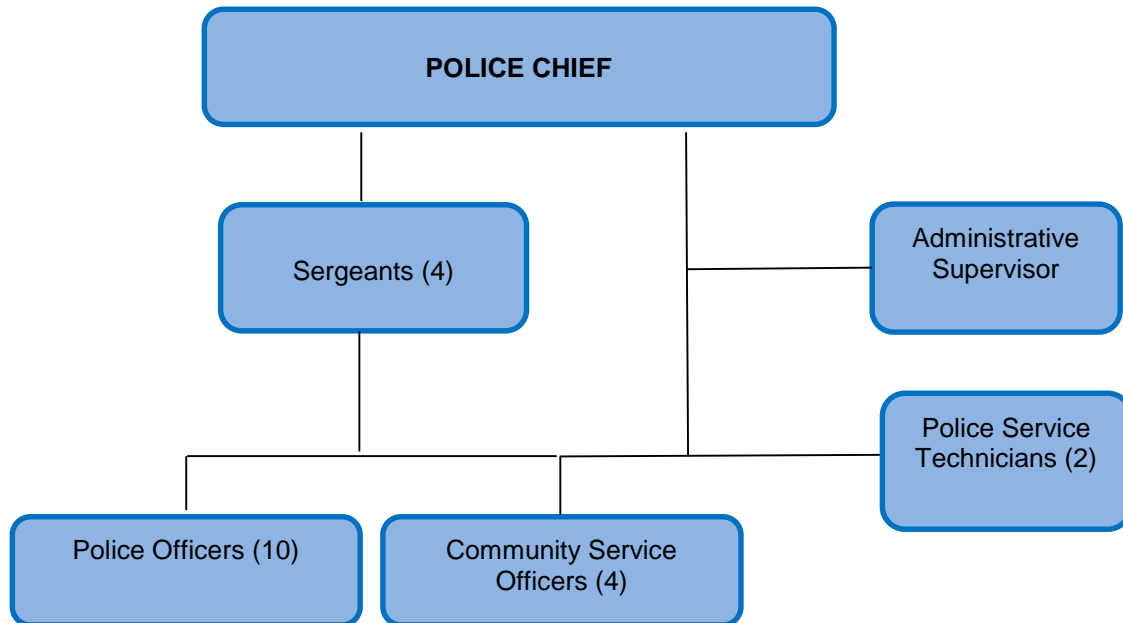 POLICE CHIEF
Sergeants (4)
Administrative
Supervisor
Police Service
Technicians (2)
Police Officers (10)
Community Service
Officers (4)